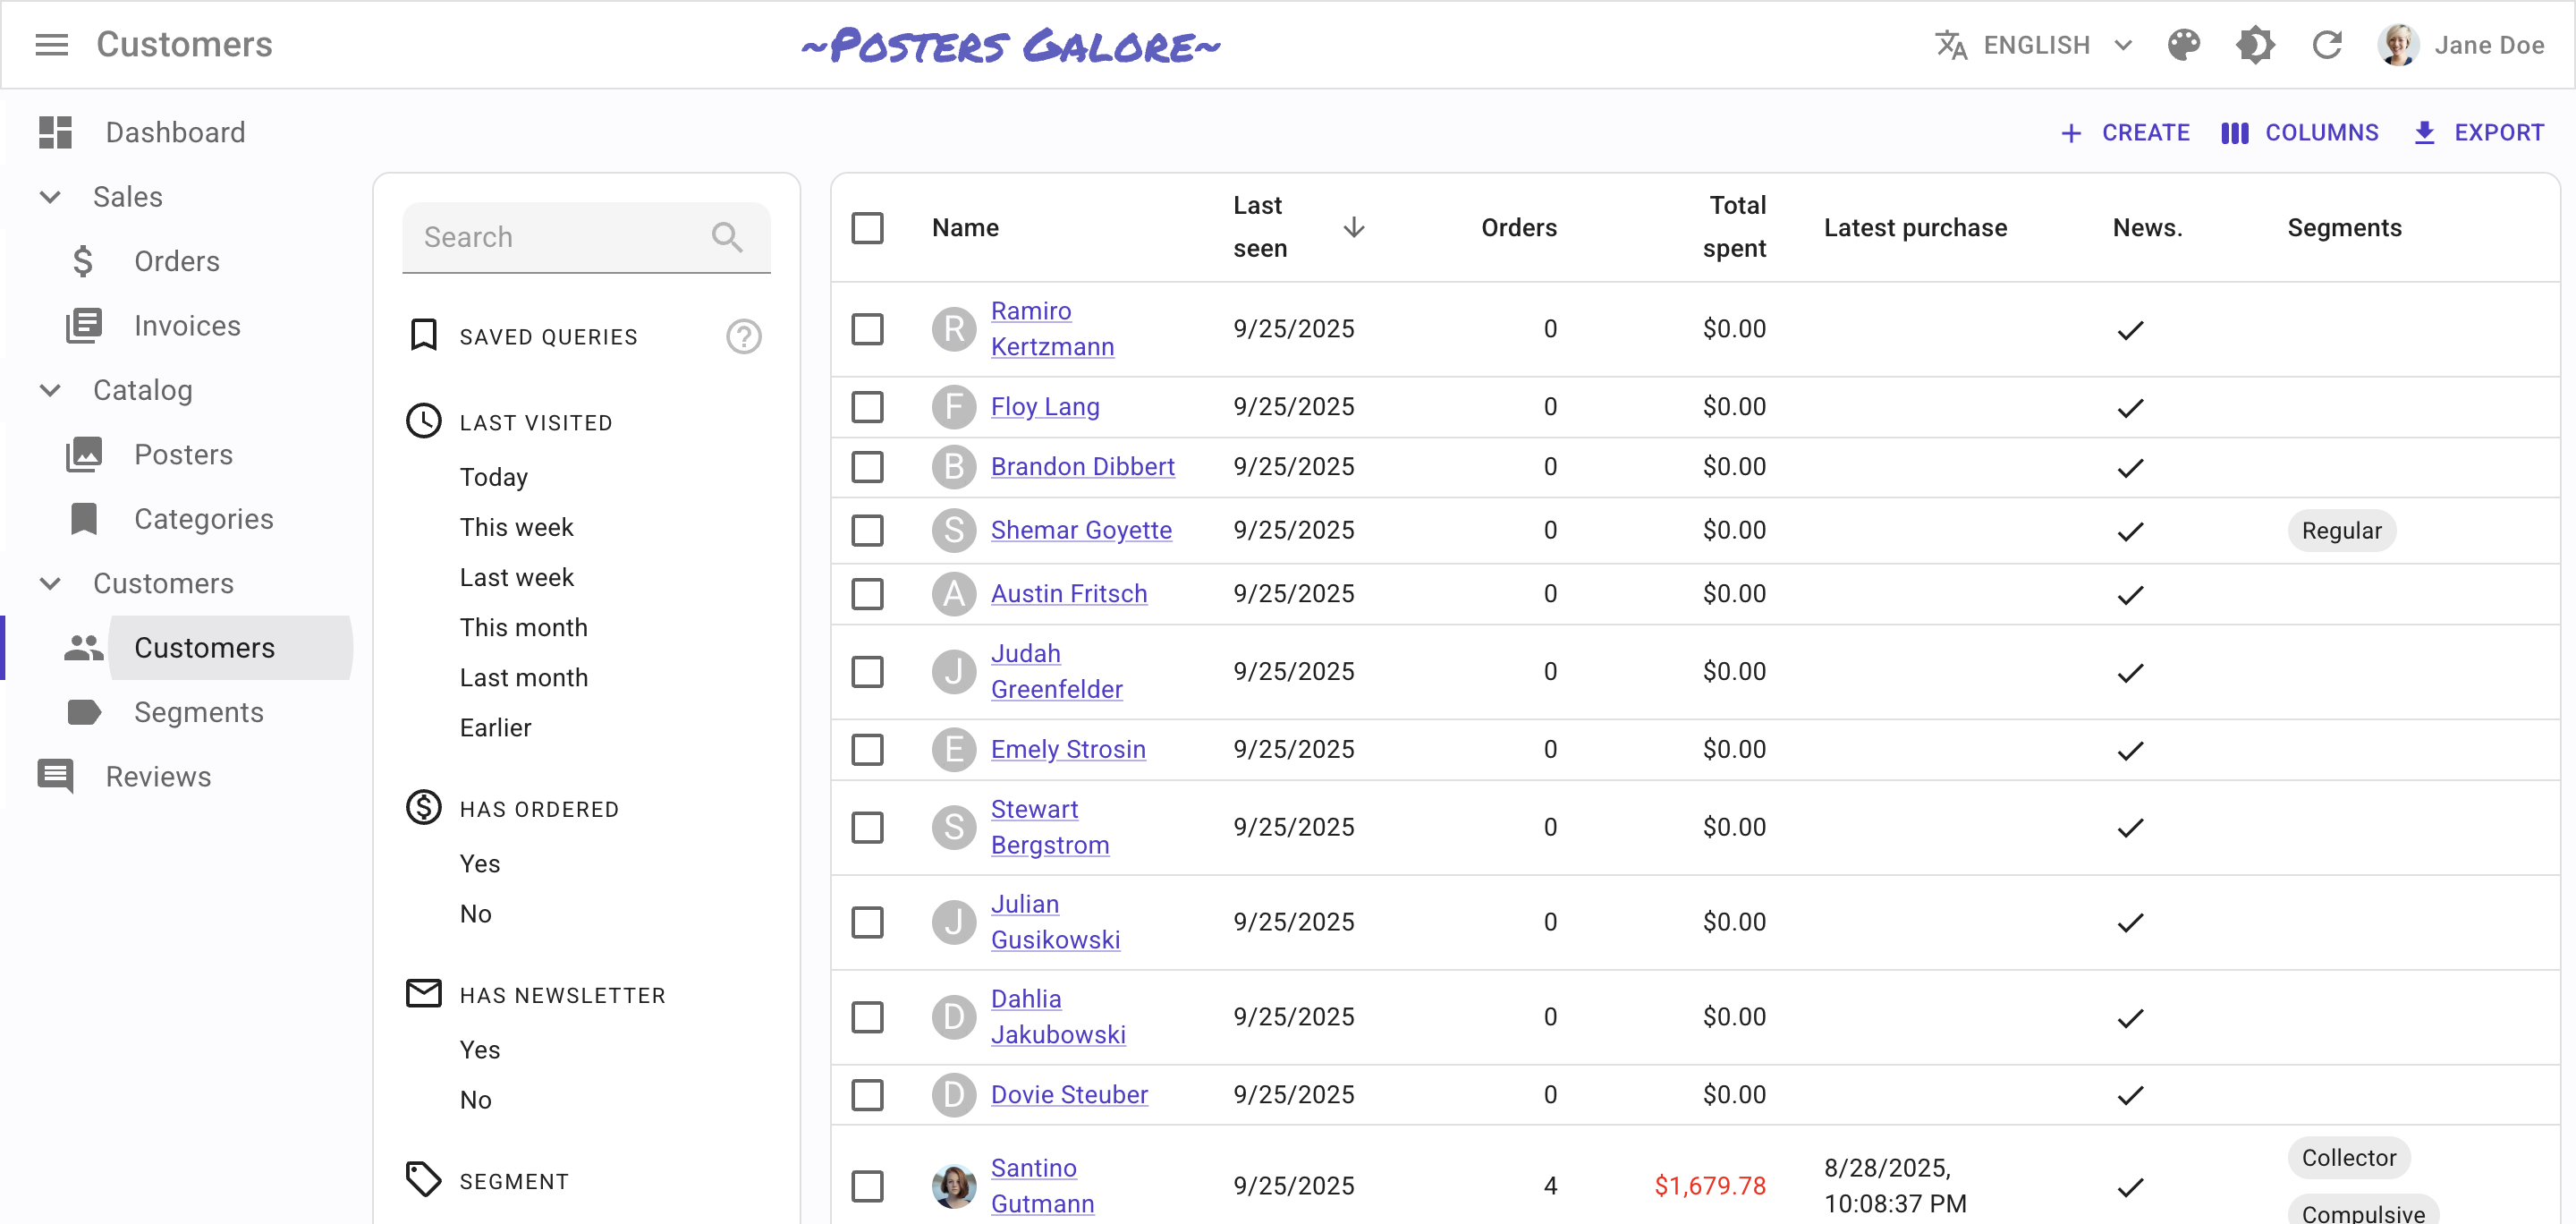 Customers
~Posters Galore~
ENGLISH
Jane Doe
Dashboard
Sales
Orders
Invoices
Catalog
Posters
Categories
Customers
Customers
Segments
Reviews
CREATE
COLUMNS
EXPORT
Search
SAVED QUERIES
?
LAST VISITED
Today
This week
Last week
This month
Last month
Earlier
HAS ORDERED
Yes
No
HAS NEWSLETTER
Yes
No
SEGMENT
Name Last seen Orders Total spent Latest purchase News. Segments
R Ramiro Kertzmann 9/25/2025 0 $0.00
F Floy Lang 9/25/2025 0 $0.00
B Brandon Dibbert 9/25/2025 0 $0.00
S Shemar Goyette 9/25/2025 0 $0.00 Regular
A Austin Fritsch 9/25/2025 0 $0.00
J Judah Greenfelder 9/25/2025 0 $0.00
E Emely Strosin 9/25/2025 0 $0.00
S Stewart Bergstrom 9/25/2025 0 $0.00
J Julian Gusikowski 9/25/2025 0 $0.00
D Dahlia Jakubowski 9/25/2025 0 $0.00
D Dovie Steuber 9/25/2025 0 $0.00
Santino Gutmann 9/25/2025 4 $1,679.78 8/28/2025, 10:08:37 PM Collector
Compulsive